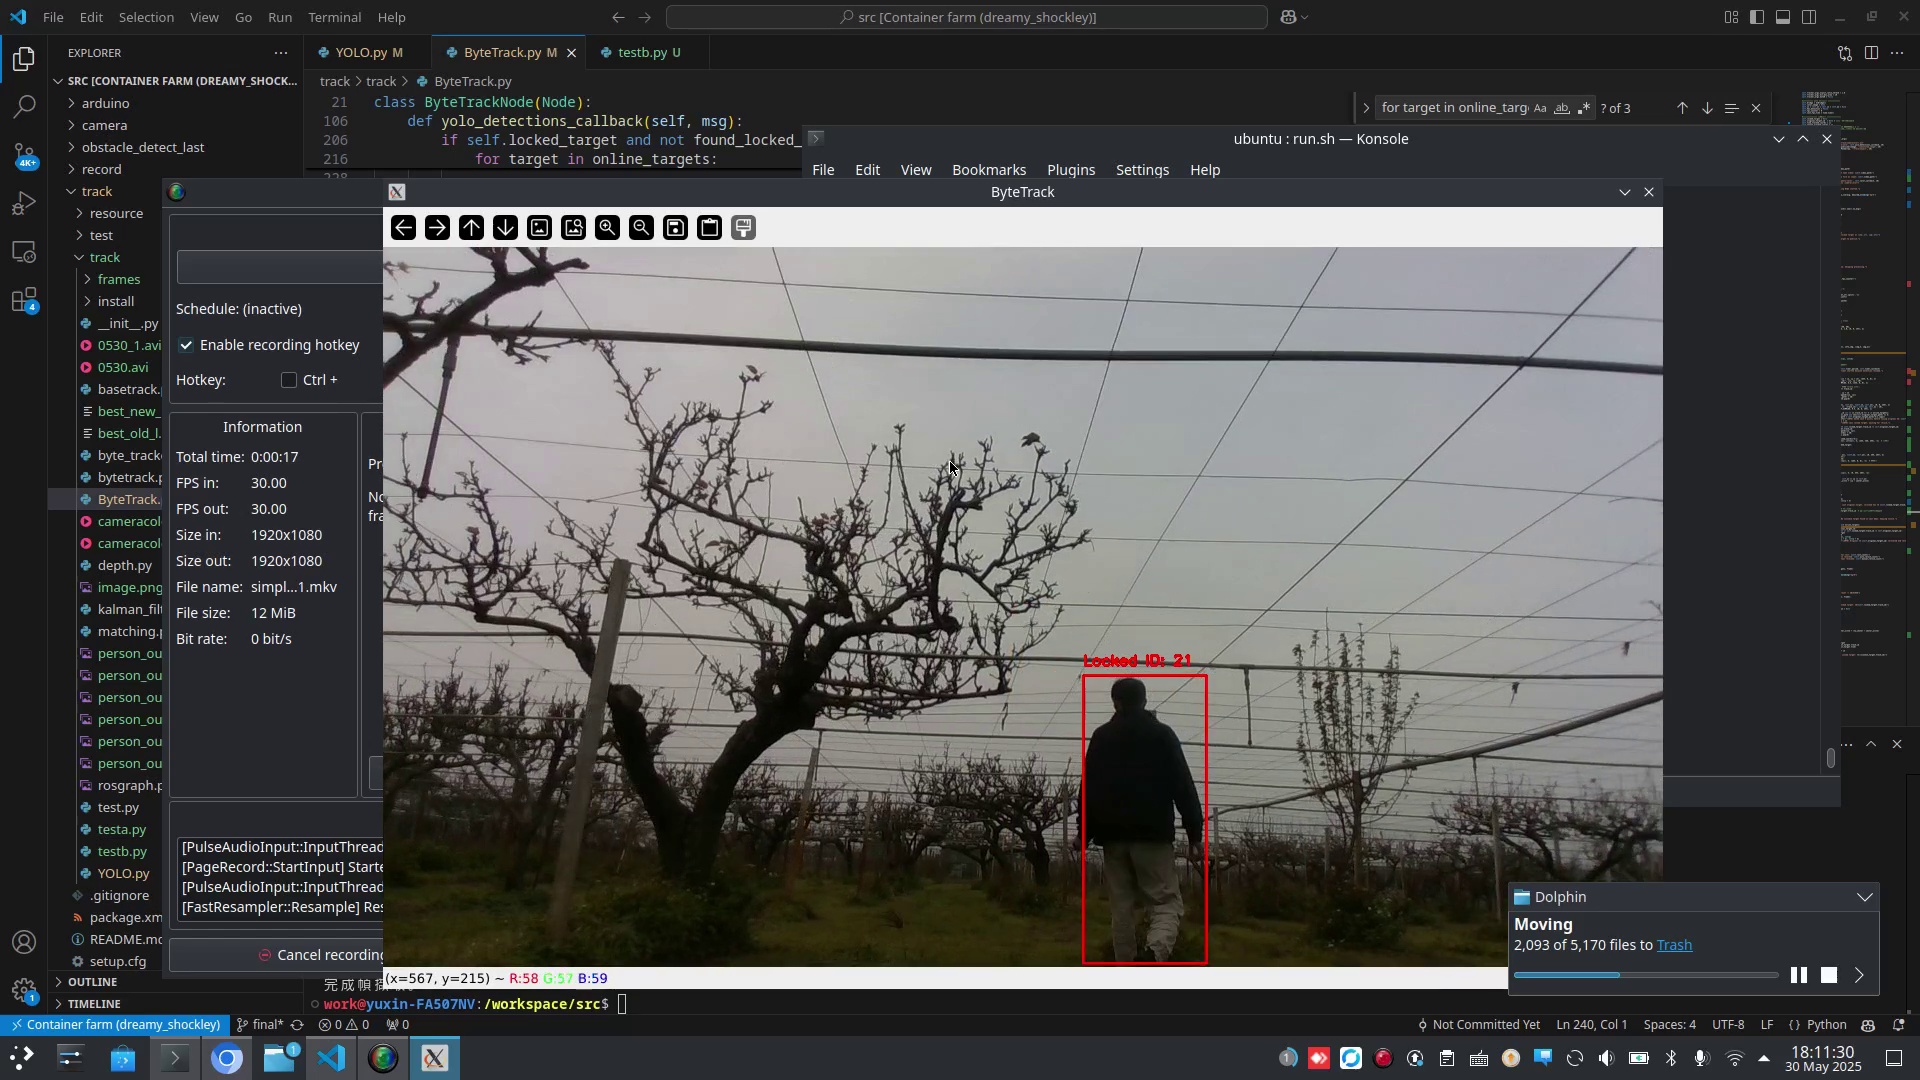 File Edit Selection View Go Run Terminal Help
src [Container farm (dreamy_shockley)]
EXPLORER
YOLO.py M
ByteTrack.py M
testb.py U
SRC [CONTAINER FARM (DREAMY_SHOCK...
track > track > ByteTrack.py
arduino
camera
obstacle_detect_last
record
track
resource
test
track
frames
install
__init__.py
0530_1.avi
0530.avi
basetrack.
best_new_
best_old_l.
byte_track
bytetrack.p
ByteTrack.
cameracol
cameracol
depth.py
image.png
kalman_filt
matching.p
person_ou
person_ou
person_ou
person_ou
person_ou
person_ou
rosgraph.p
test.py
testa.py
testb.py
YOLO.py
.gitignore
package.xm
README.md
setup.cfg
OUTLINE
TIMELINE
21 class ByteTrackNode(Node):
106 def yolo_detections_callback(self, msg):
206 if self.locked_target and not found_locked_
216 for target in online_targets:
for target in online_targ
Aa ab .*
? of 3
ubuntu : run.sh — Konsole
File Edit View Bookmarks Plugins Settings Help
ByteTrack
Schedule: (inactive)
Enable recording hotkey
Hotkey: Ctrl +
Information
Total time: 0:00:17
FPS in: 30.00
FPS out: 30.00
Size in: 1920x1080
Size out: 1920x1080
File name: simpl...1.mkv
File size: 12 MiB
Bit rate: 0 bit/s
[PulseAudioInput::InputThread
[PageRecord::StartInput] Starte
[PulseAudioInput::InputThread
[FastResampler::Resample] Res
Cancel recording
Locked ID: 21
(x=567, y=215) ~ R:58 G:57 B:59
work@yuxin-FA507NV:/workspace/src$
Dolphin
Moving
2,093 of 5,170 files to Trash
Container farm (dreamy_shockley)
final*
0 0
0
Not Committed Yet
Ln 240, Col 1
Spaces: 4
UTF-8
LF
{} Python
4K+
4
1
1
1
18:11:30
30 May 2025